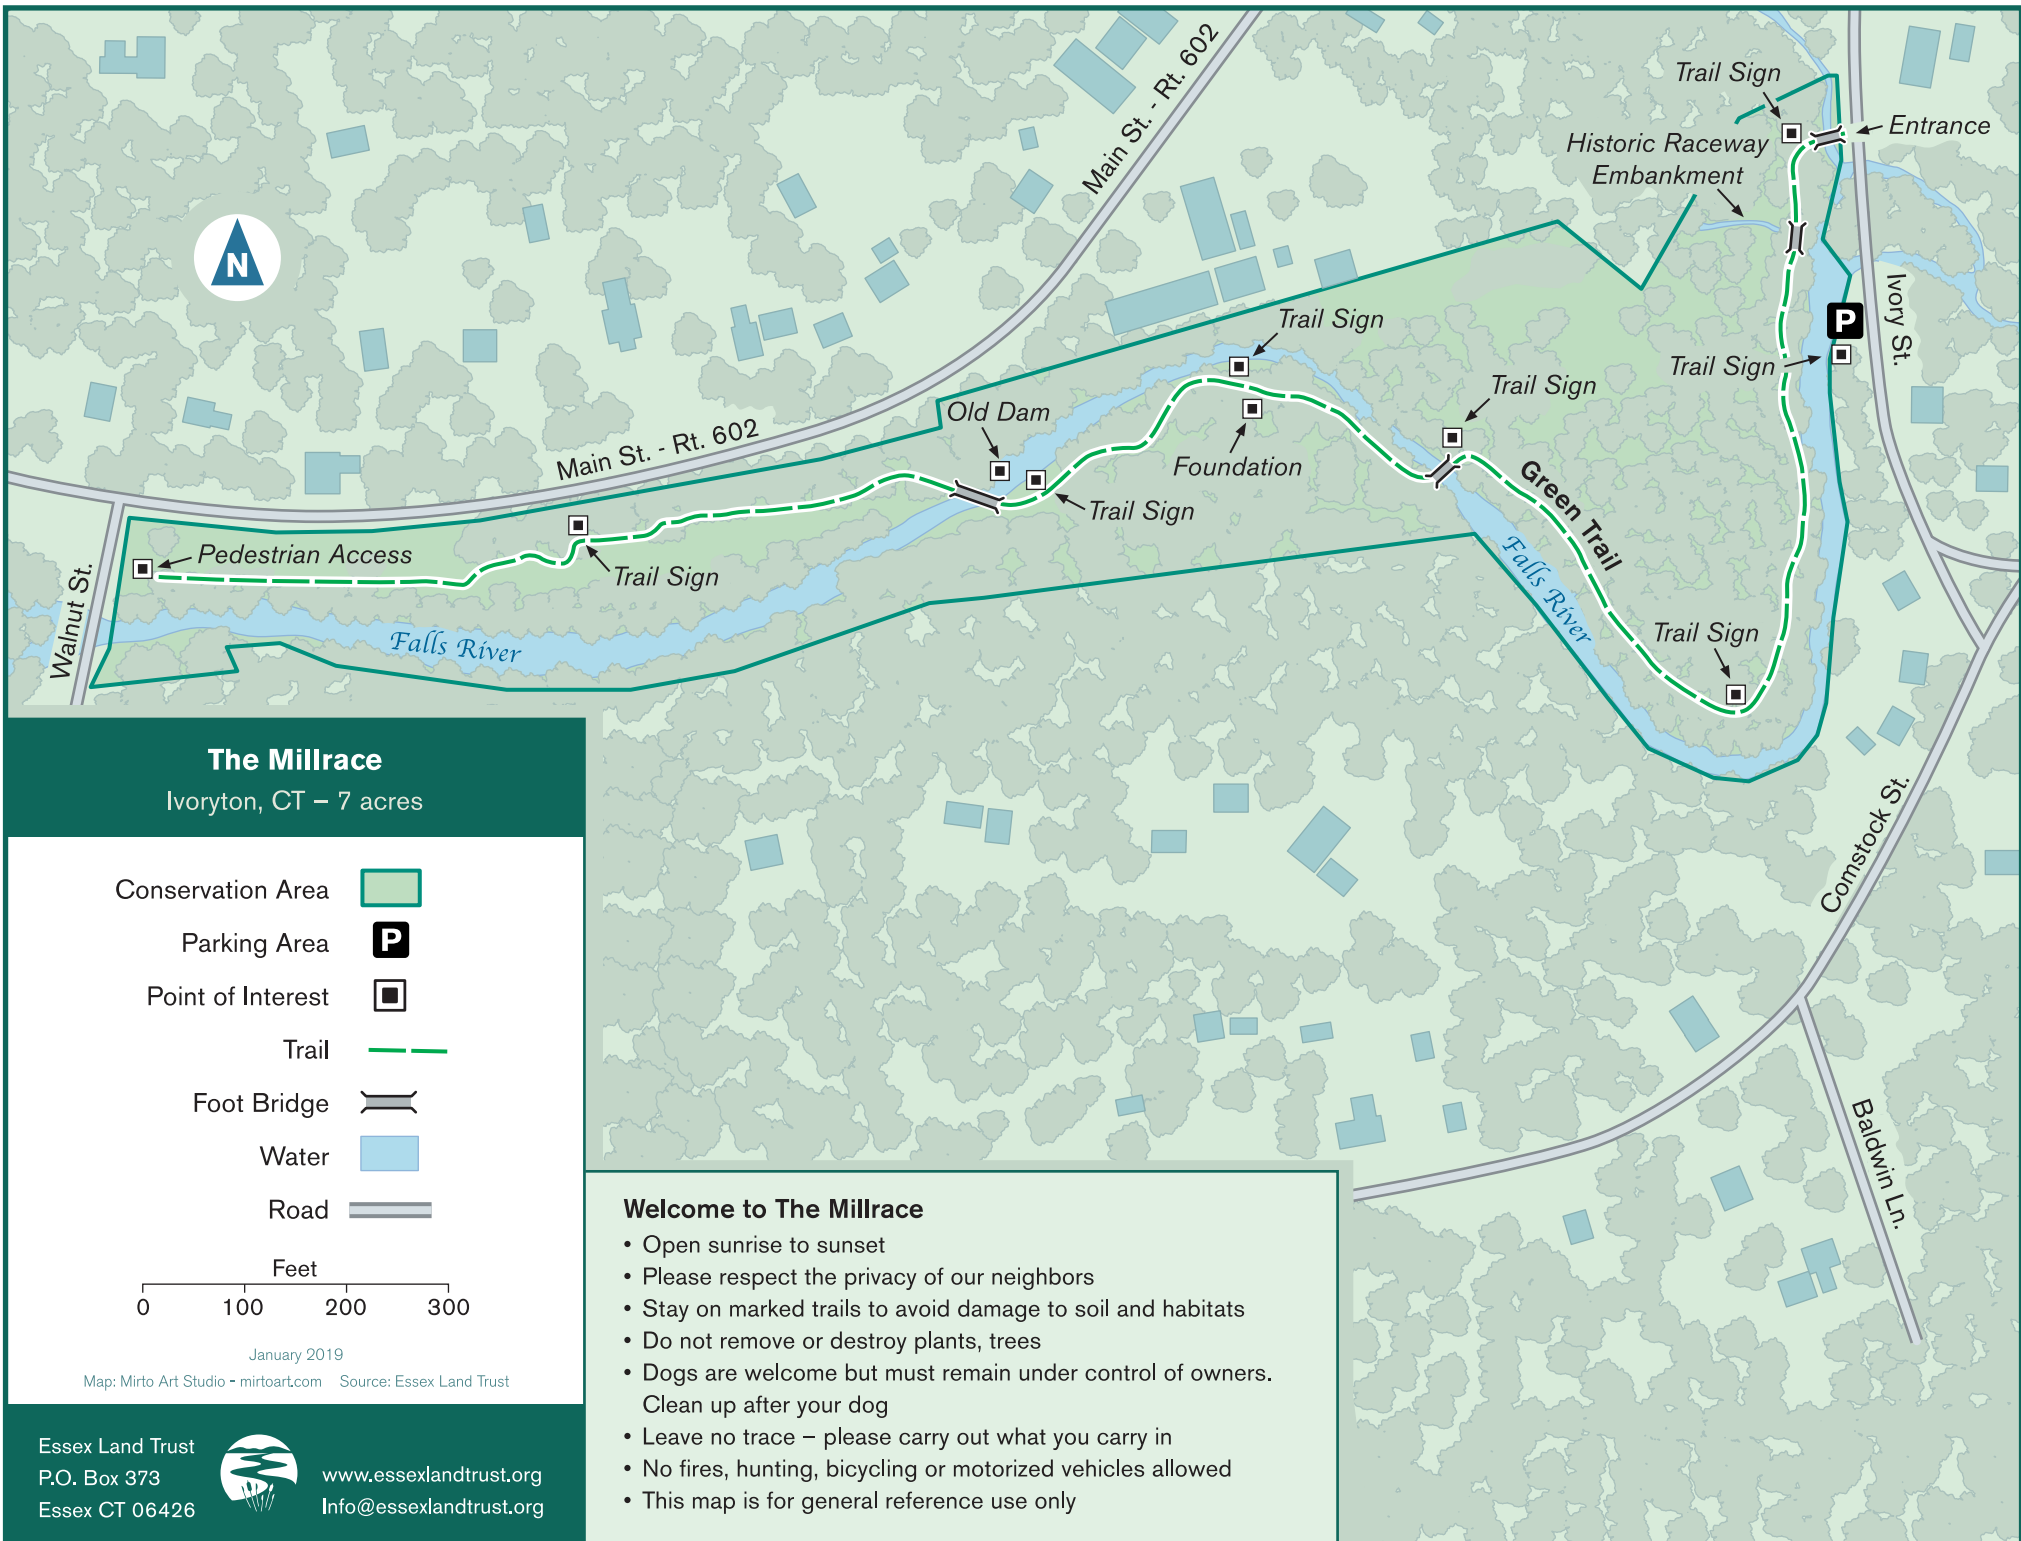 Main St. - Rt. 602
Trail Sign
Entrance
Historic Raceway
Embankment
N
Ivory St.
P
Trail Sign
Trail Sign
Trail Sign
Old Dam
Main St. - Rt. 602
Foundation
Green Trail
Trail Sign
Pedestrian Access
Trail Sign
Falls River
Walnut St.
Falls River
Trail Sign
Comstock St.
Baldwin Ln.
The Millrace
Ivoryton, CT – 7 acres
Conservation Area
Parking Area P
Point of Interest
Trail
Foot Bridge
Water
Road
Feet
0 100 200 300
January 2019
Map: Mirto Art Studio - mirtoart.com Source: Essex Land Trust
Essex Land Trust
P.O. Box 373
Essex CT 06426
www.essexlandtrust.org
Info@essexlandtrust.org
Welcome to The Millrace
• Open sunrise to sunset
• Please respect the privacy of our neighbors
• Stay on marked trails to avoid damage to soil and habitats
• Do not remove or destroy plants, trees
• Dogs are welcome but must remain under control of owners.
Clean up after your dog
• Leave no trace – please carry out what you carry in
• No fires, hunting, bicycling or motorized vehicles allowed
• This map is for general reference use only